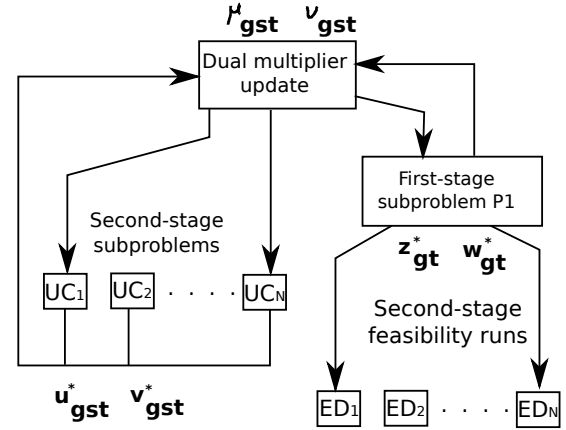 μgst νgst
Dual multiplier
update
First-stage
subproblem P1
Second-stage
subproblems
z*gt w*gt
UC1 UC2 . . . . UCN
Second-stage
feasibility runs
u*gst v*gst
ED1 ED2 . . . . EDN